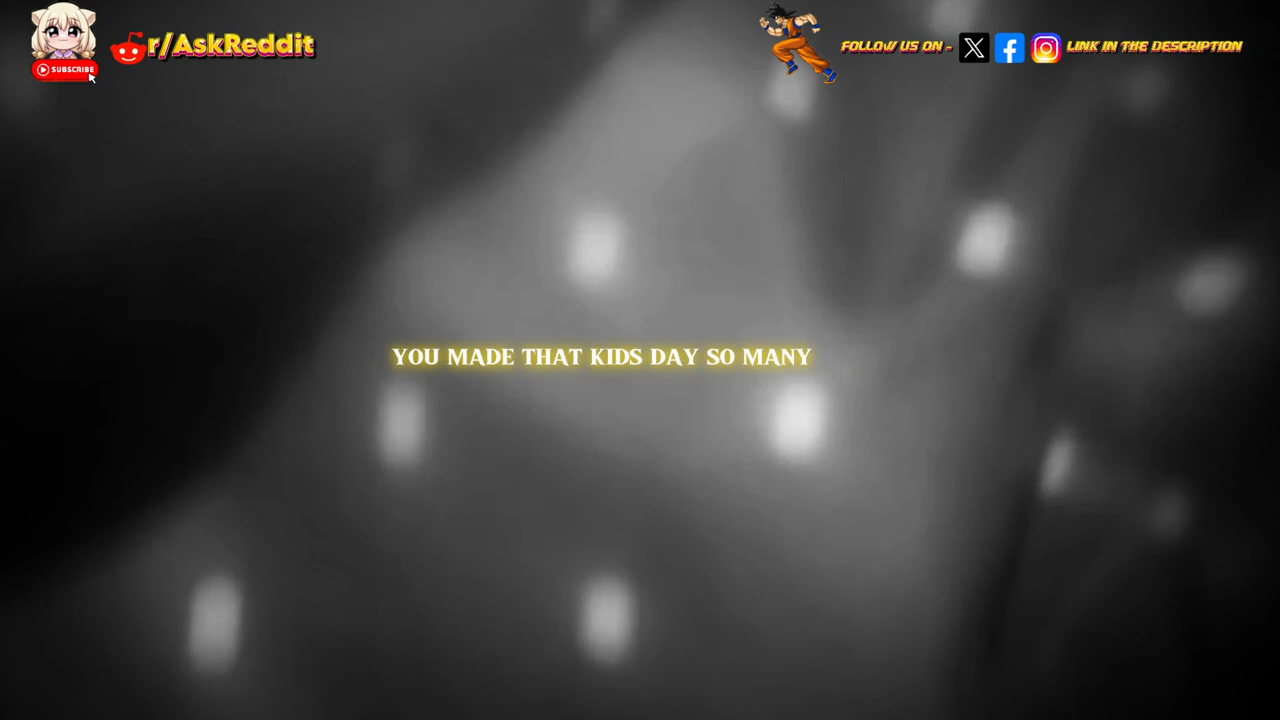 r/AskReddit
SUBSCRIBE
FOLLOW US ON -
LINK IN THE DESCRIPTION
YOU MADE THAT KIDS DAY SO MANY